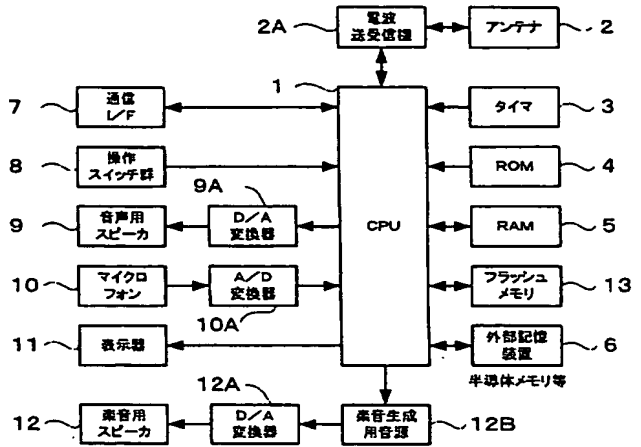 2A
電波
送受信機
アンテナ
2
1
7
通信
I/F
タイマ
3
8
操作
スイッチ群
ROM
4
9A
9
音声用
スピーカ
D/A
変換器
CPU
RAM
5
10
マイクロ
フォン
A/D
変換器
10A
フラッシュ
メモリ
13
11
表示器
外部記憶
装置
6
半導体メモリ等
12A
12
楽音用
スピーカ
D/A
変換器
楽音生成
用音源
12B